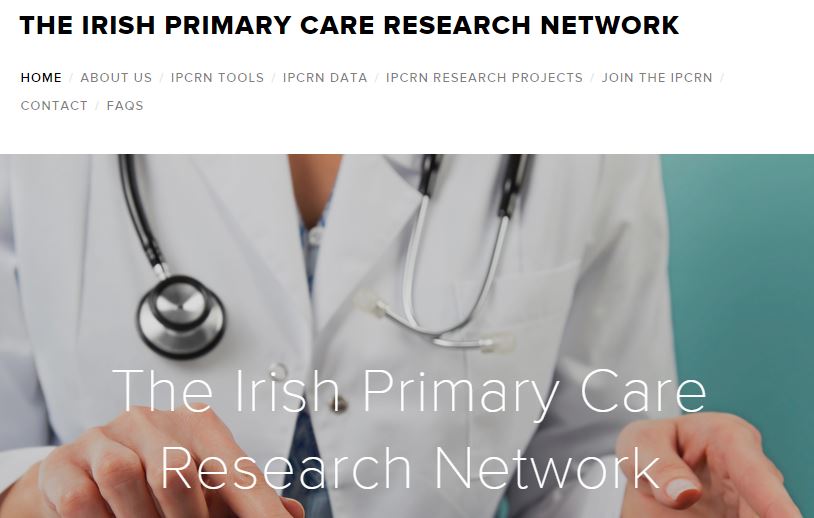 THE IRISH PRIMARY CARE RESEARCH NETWORK
HOME / ABOUT US / IPCRN TOOLS / IPCRN DATA / IPCRN RESEARCH PROJECTS / JOIN THE IPCRN /
CONTACT / FAQS
The Irish Primary Care
Research Network